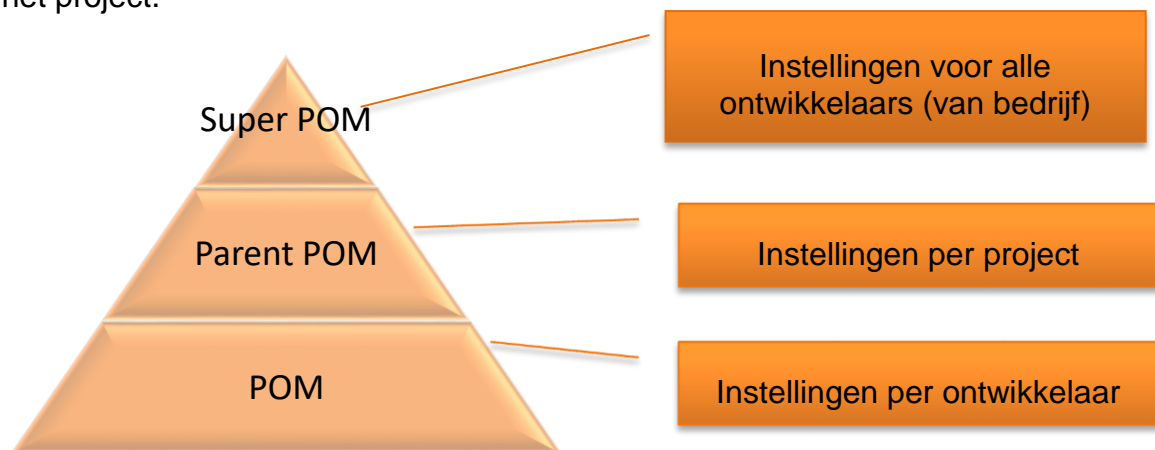 het project.
Super POM
Instellingen voor alle
ontwikkelaars (van bedrijf)
Parent POM
Instellingen per project
POM
Instellingen per ontwikkelaar